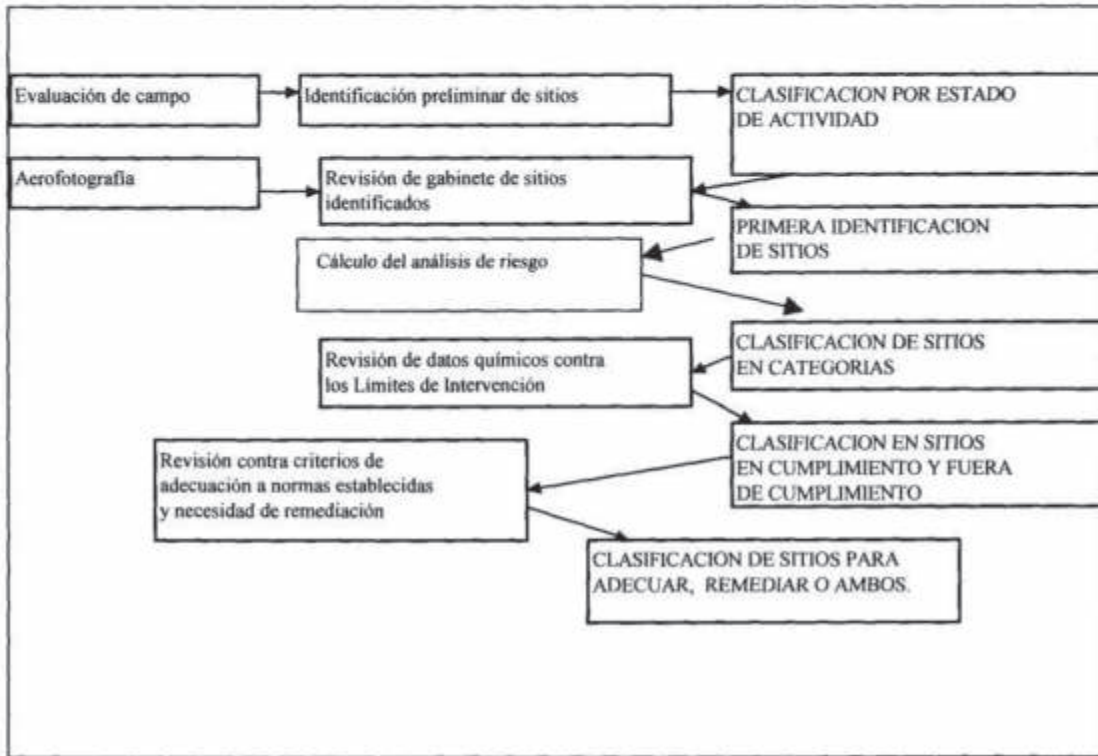 Evaluación de campo
Identificación preliminar de sitios
CLASIFICACION POR ESTADO
DE ACTIVIDAD
Aerofotografía
Revisión de gabinete de sitios
identificados
PRIMERA IDENTIFICACION
DE SITIOS
Cálculo del análisis de riesgo
CLASIFICACION DE SITIOS
EN CATEGORIAS
Revisión de datos químicos contra
los Límites de Intervención
CLASIFICACION EN SITIOS
EN CUMPLIMIENTO Y FUERA
DE CUMPLIMIENTO
Revisión contra criterios de
adecuación a normas establecidas
y necesidad de remediación
CLASIFICACION DE SITIOS PARA
ADECUAR, REMEDIAR O AMBOS.